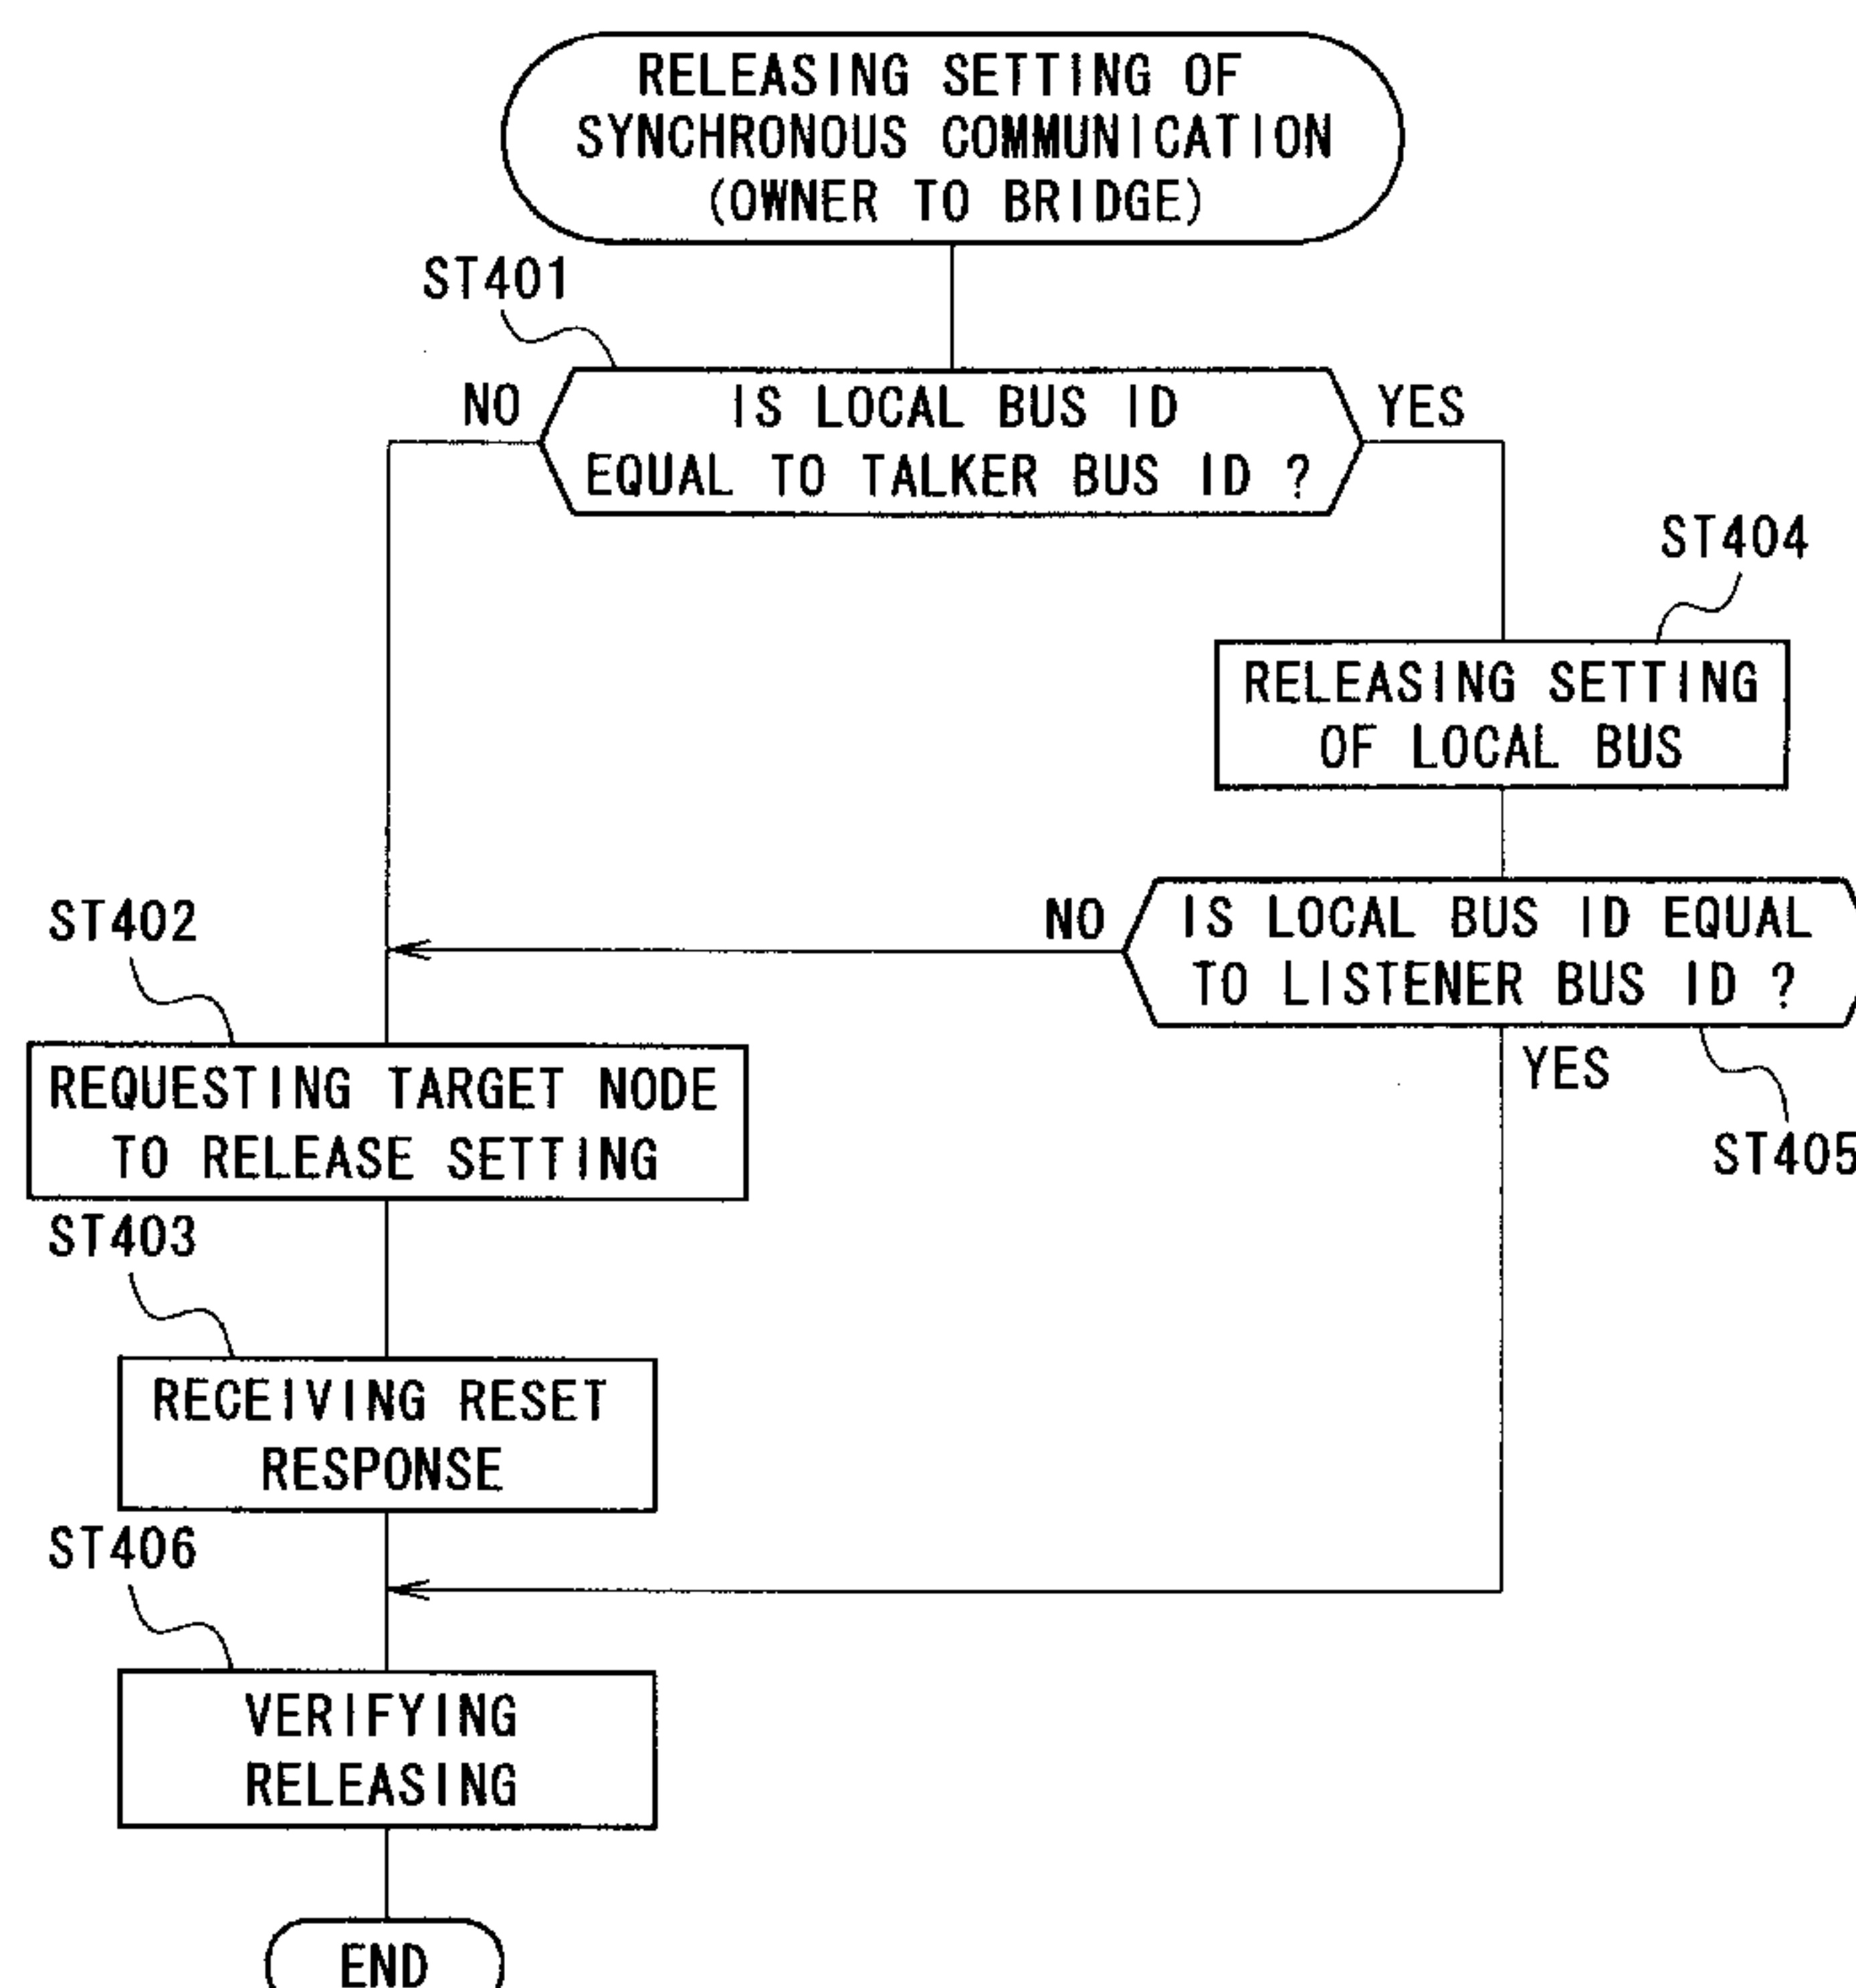 RELEASING SETTING OF
SYNCHRONOUS COMMUNICATION
(OWNER TO BRIDGE)
ST401
NO
IS LOCAL BUS ID
EQUAL TO TALKER BUS ID ?
YES
ST404
RELEASING SETTING
OF LOCAL BUS
NO
IS LOCAL BUS ID EQUAL
TO LISTENER BUS ID ?
YES
ST405
ST402
REQUESTING TARGET NODE
TO RELEASE SETTING
ST403
RECEIVING RESET
RESPONSE
ST406
VERIFYING
RELEASING
END